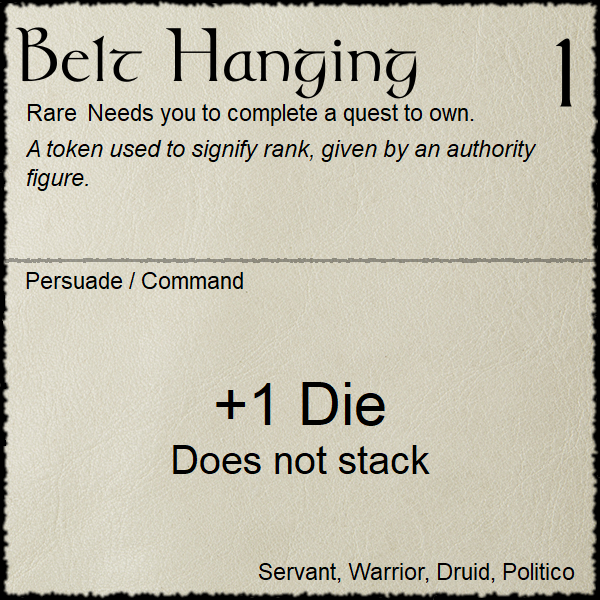 Belt Hanging
1
Rare Needs you to complete a quest to own.
A token used to signify rank, given by an authority
figure.
Persuade / Command
+1 Die
Does not stack
Servant, Warrior, Druid, Politico